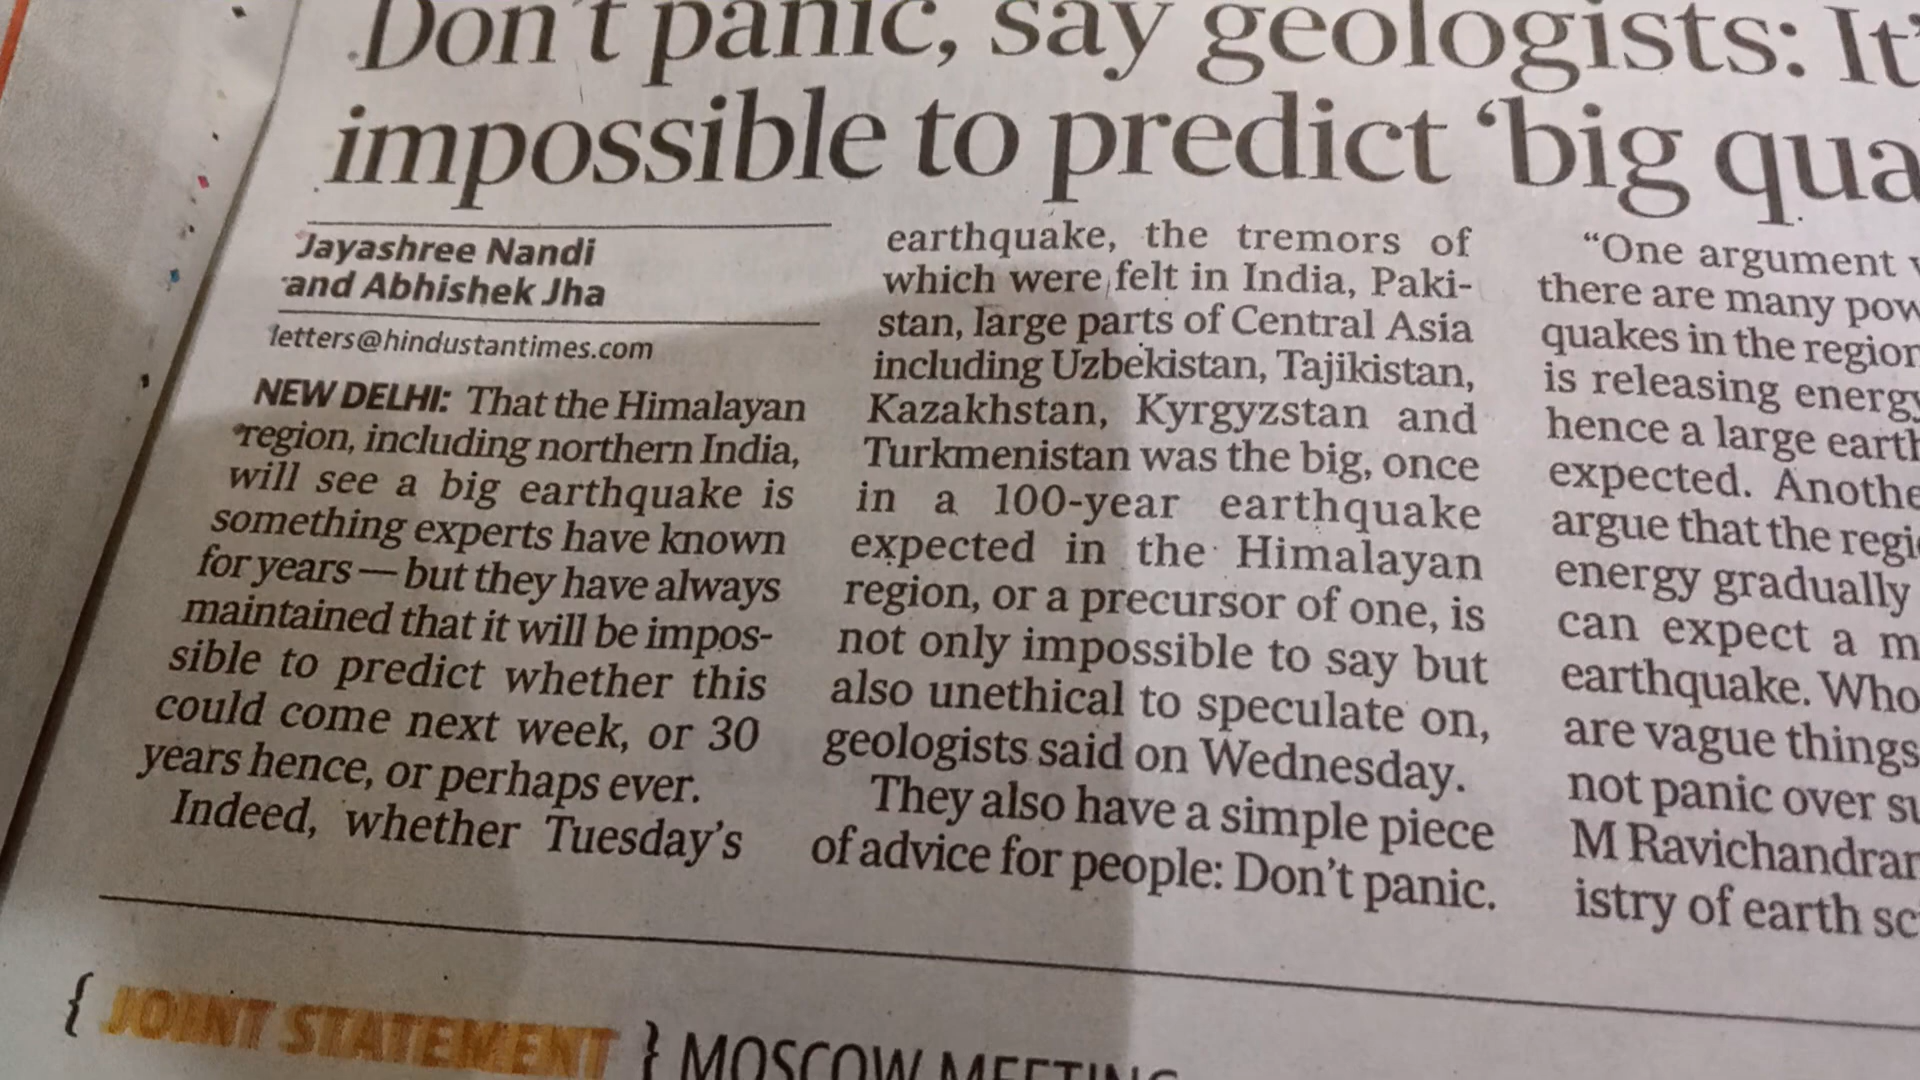 Don't panic, say geologists: It'
impossible to predict 'big qua
Jayashree Nandi
and Abhishek Jha
letters@hindustantimes.com
NEW DELHI: That the Himalayan
region, including northern India,
will see a big earthquake is
something experts have known
for years — but they have always
maintained that it will be impos-
sible to predict whether this
could come next week, or 30
years hence, or perhaps ever.
Indeed, whether Tuesday's
earthquake, the tremors of
which were felt in India, Paki-
stan, large parts of Central Asia
including Uzbekistan, Tajikistan,
Kazakhstan, Kyrgyzstan and
Turkmenistan was the big, once
in a 100-year earthquake
expected in the Himalayan
region, or a precursor of one, is
not only impossible to say but
also unethical to speculate on,
geologists said on Wednesday.
They also have a simple piece
of advice for people: Don't panic.
"One argument
there are many pow
quakes in the region
is releasing energy
hence a large earth
expected. Anothe
argue that the regi
energy gradually
can expect a m
earthquake. Who
are vague things
not panic over su
M Ravichandran
istry of earth sc
{ JOINT STATEMENT } MOSCOW MEETING